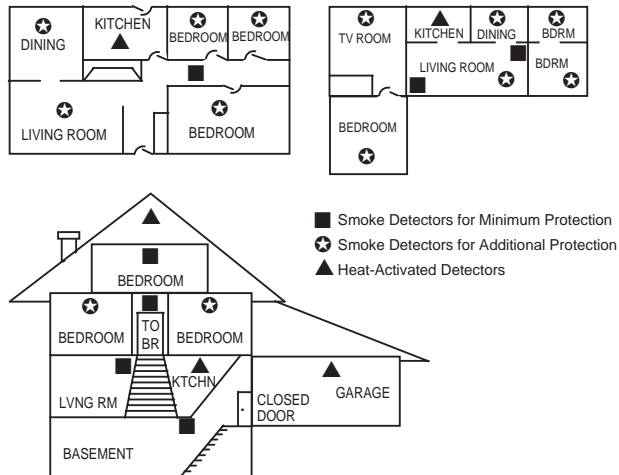 KITCHEN
DINING
BEDROOM
BEDROOM
LIVING ROOM
BEDROOM
TV ROOM
KITCHEN
DINING
BDRM
LIVING ROOM
BDRM
BEDROOM
Smoke Detectors for Minimum Protection
Smoke Detectors for Additional Protection
Heat-Activated Detectors
BEDROOM
BEDROOM
TO
BR
BEDROOM
LVNG RM
KTCHN
CLOSED
DOOR
GARAGE
BASEMENT